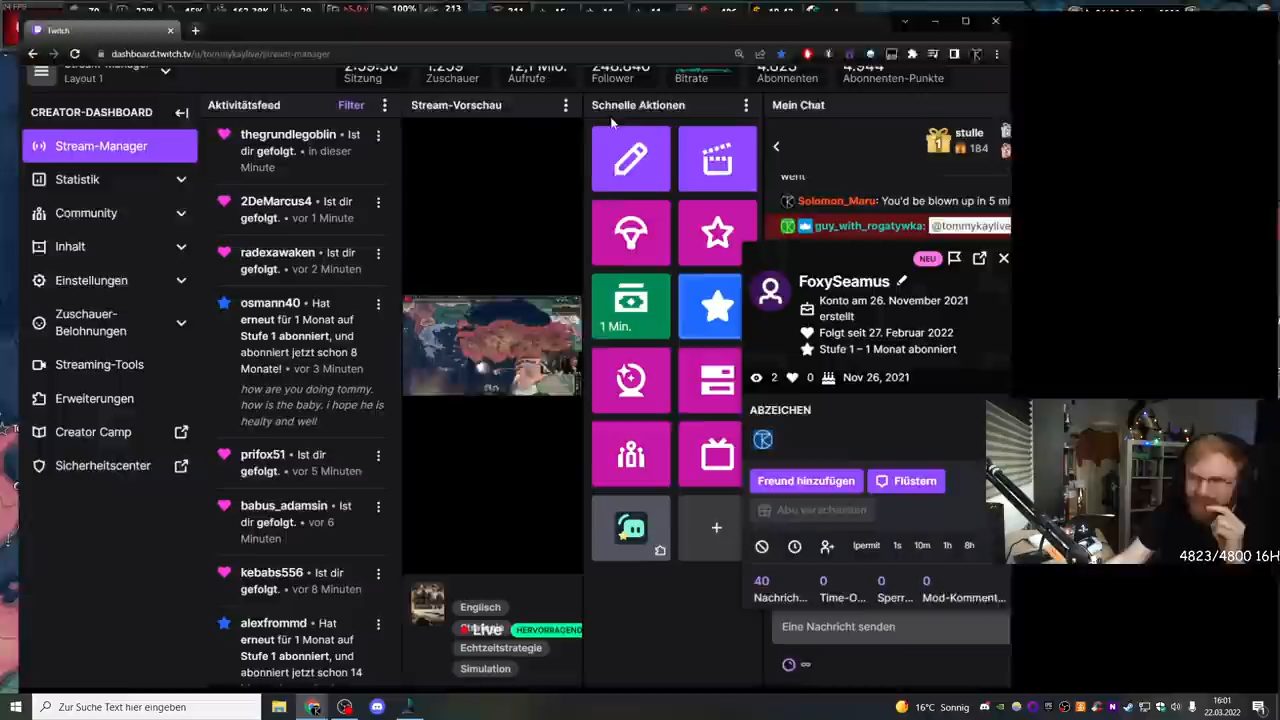 Twitch
dashboard.twitch.tv/u/tommykaylive/stream-manager
Stream-Manager
Layout 1
Sitzung
Zuschauer
Aufrufe
Follower
Bitrate
Abonnenten
Abonnenten-Punkte
CREATOR-DASHBOARD
Stream-Manager
Statistik
Community
Inhalt
Einstellungen
Zuschauer-
Belohnungen
Streaming-Tools
Erweiterungen
Creator Camp
Sicherheitscenter
Aktivitätsfeed
Filter
thegrundlegoblin • Ist
dir gefolgt. • in dieser
Minute
2DeMarcus4 • Ist dir
gefolgt. • vor 1 Minute
radexawaken • Ist dir
gefolgt. • vor 2 Minuten
osmann40 • Hat
erneut für 1 Monat auf
Stufe 1 abonniert, und
abonniert jetzt schon 8
Monate! • vor 3 Minuten
how are you doing tommy.
how is the baby. i hope he is
healty and well
prifox51 • Ist dir
gefolgt. • vor 5 Minuten
babus_adamsin • Ist
dir gefolgt. • vor 6
Minuten
kebabs556 • Ist dir
gefolgt. • vor 8 Minuten
alexfrommd • Hat
erneut für 1 Monat auf
Stufe 1 abonniert, und
abonniert jetzt schon 14
Stream-Vorschau
Englisch
Live
HERVORRAGEND
Echtzeitstrategie
Simulation
Schnelle Aktionen
1 Min.
Mein Chat
1
stulle
184
went
Solomon_Maru: You'd be blown up in 5 mi
guy_with_rogatywka: @tommykaylive
NEU
FoxySeamus
Konto am 26. November 2021
erstellt
Folgt seit 27. Februar 2022
Stufe 1 – 1 Monat abonniert
2 0 Nov 26, 2021
ABZEICHEN
Freund hinzufügen
Flüstern
Abo verschenken
!permit 1s 10m 1h 8h
40 0 0 0
Nachrich... Time-O... Sperr... Mod-Komment...
Eine Nachricht senden
4823/4800 16H
Zur Suche Text hier eingeben
16°C Sonnig
16:01
22.03.2022